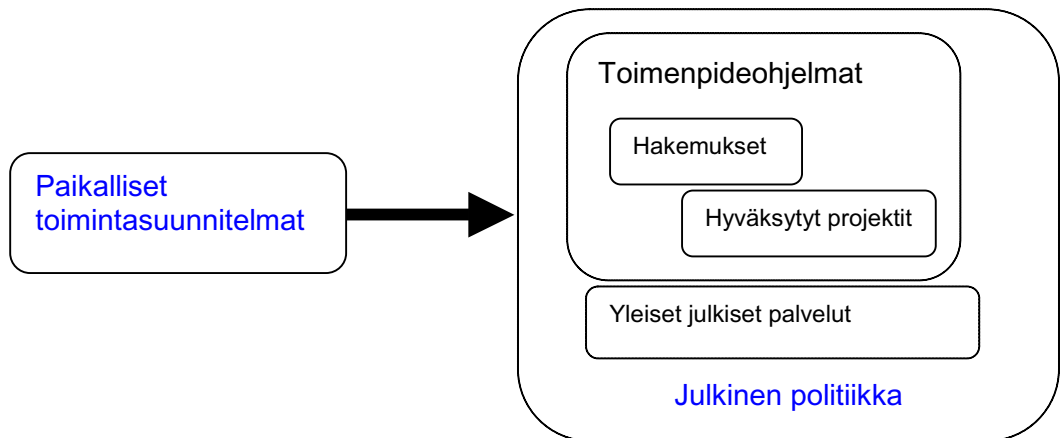 Paikalliset
toimintasuunnitelmat
Toimenpideohjelmat
Hakemukset
Hyväksytyt projektit
Yleiset julkiset palvelut
Julkinen politiikka